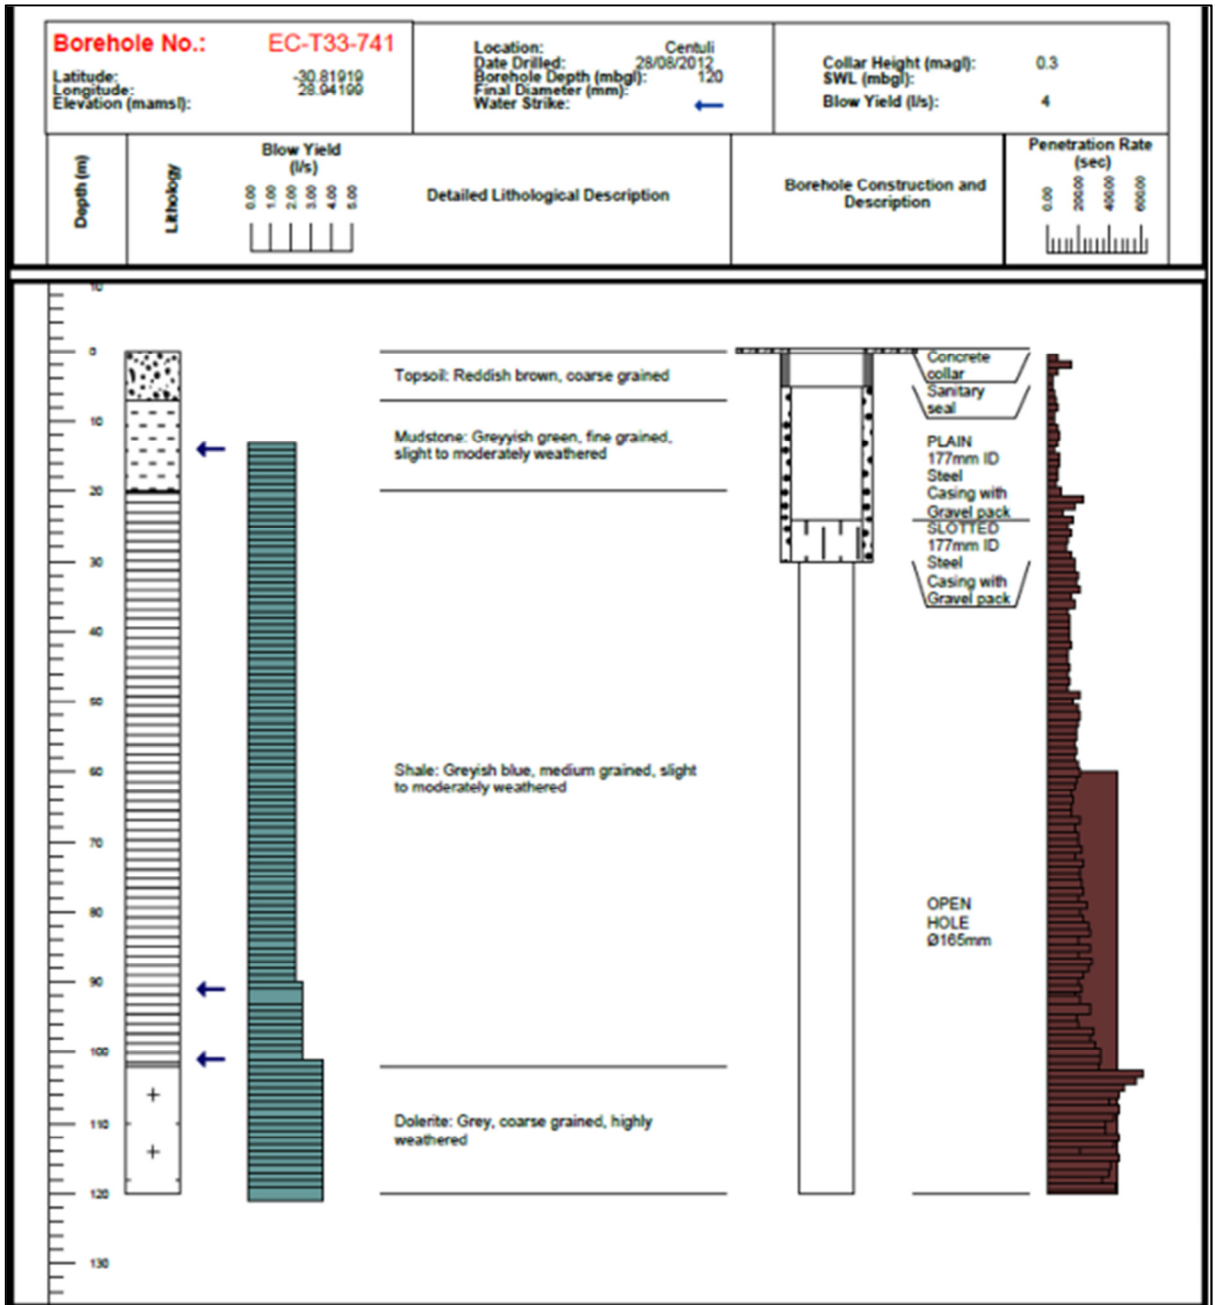 Borehole No.: EC-T33-741
Latitude: -30.81919
Longitude: 28.94199
Elevation (mamsl):
Location: Centuli
Date Drilled: 28/08/2012
Borehole Depth (mbgl): 120
Final Diameter (mm):
Water Strike:
Collar Height (magl): 0.3
SWL (mbgl):
Blow Yield (l/s): 4
Depth (m)
Lithology
Blow Yield
(l/s)
0.00 1.00 2.00 3.00 4.00 5.00
Detailed Lithological Description
Borehole Construction and
Description
Penetration Rate
(sec)
0.00 200.00 400.00 600.00
10
0
10
20
30
40
50
60
70
80
90
100
110
120
130
Topsoil: Reddish brown, coarse grained
Mudstone: Greyyish green, fine grained,
slight to moderately weathered
Shale: Greyish blue, medium grained, slight
to moderately weathered
Dolerite: Grey, coarse grained, highly
weathered
Concrete
collar
Sanitary
seal
PLAIN
177mm ID
Steel
Casing with
Gravel pack
SLOTTED
177mm ID
Steel
Casing with
Gravel pack
OPEN
HOLE
Ø165mm